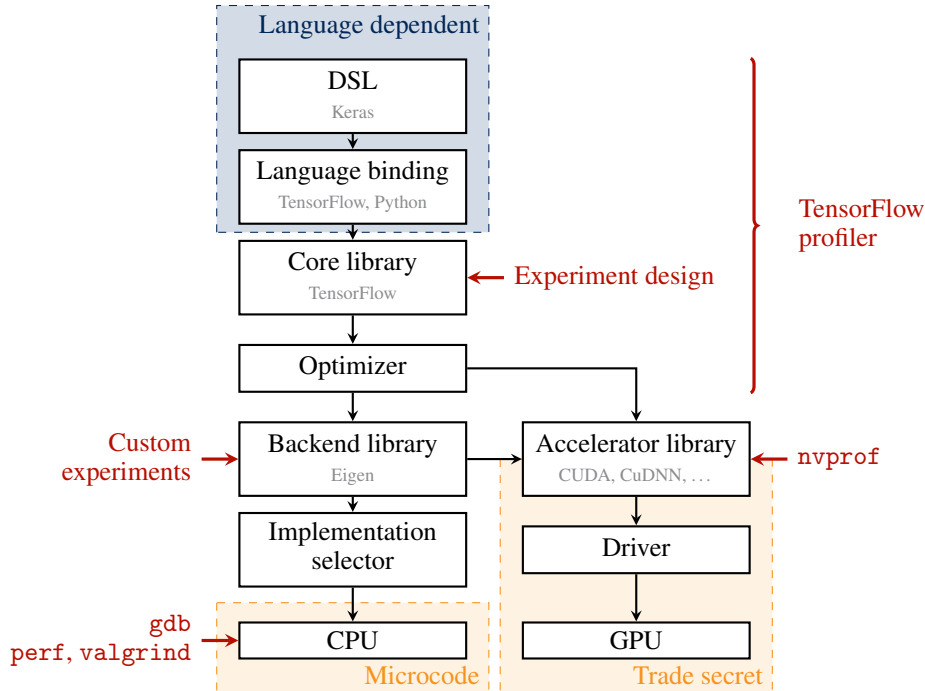 Language dependent
DSL
Keras
Language binding
TensorFlow, Python
TensorFlow
profiler
Core library
TensorFlow
Experiment design
Optimizer
Custom
experiments
Backend library
Eigen
Accelerator library
CUDA, CuDNN, ...
nvprof
Implementation
selector
Driver
gdb
perf, valgrind
CPU
GPU
Microcode
Trade secret